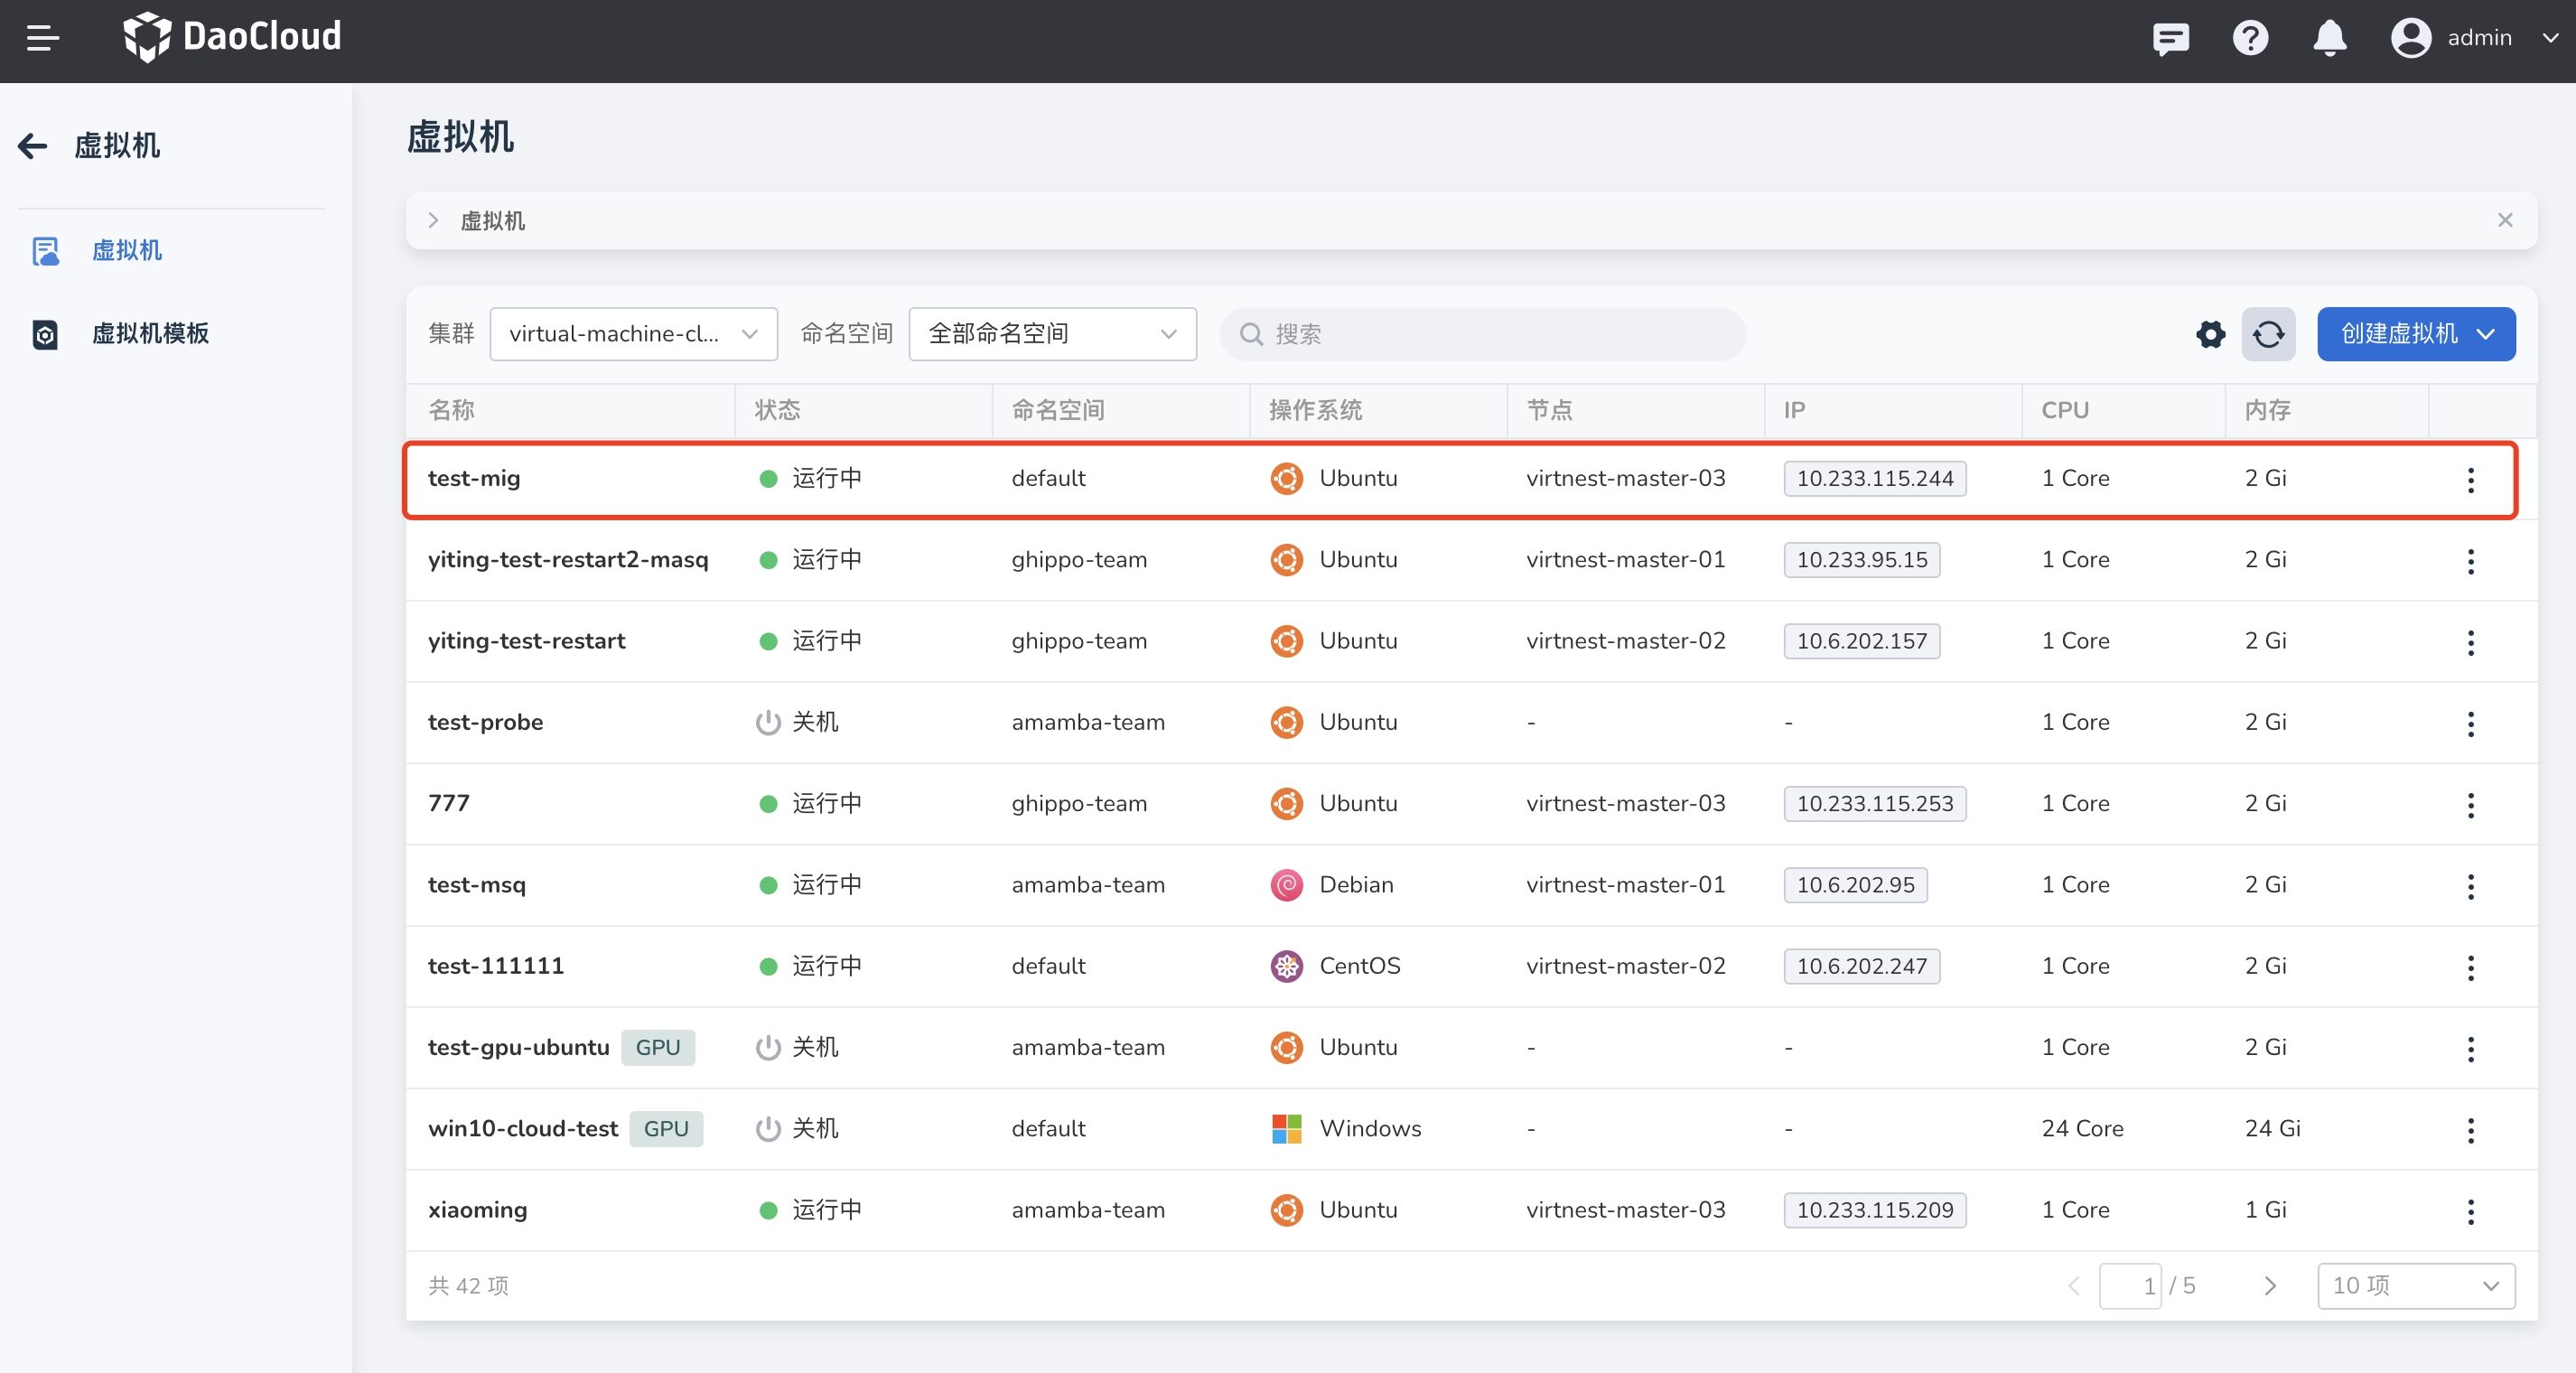 DaoCloud
admin
虚拟机
虚拟机
虚拟机模板
虚拟机
虚拟机
集群 virtual-machine-cl... 命名空间 全部命名空间 搜索 创建虚拟机
名称 状态 命名空间 操作系统 节点 IP CPU 内存
test-mig 运行中 default Ubuntu virtnest-master-03 10.233.115.244 1 Core 2 Gi
yiting-test-restart2-masq 运行中 ghippo-team Ubuntu virtnest-master-01 10.233.95.15 1 Core 2 Gi
yiting-test-restart 运行中 ghippo-team Ubuntu virtnest-master-02 10.6.202.157 1 Core 2 Gi
test-probe 关机 amamba-team Ubuntu - - 1 Core 2 Gi
777 运行中 ghippo-team Ubuntu virtnest-master-03 10.233.115.253 1 Core 2 Gi
test-msq 运行中 amamba-team Debian virtnest-master-01 10.6.202.95 1 Core 2 Gi
test-111111 运行中 default CentOS virtnest-master-02 10.6.202.247 1 Core 2 Gi
test-gpu-ubuntu GPU 关机 amamba-team Ubuntu - - 1 Core 2 Gi
win10-cloud-test GPU 关机 default Windows - - 24 Core 24 Gi
xiaoming 运行中 amamba-team Ubuntu virtnest-master-03 10.233.115.209 1 Core 1 Gi
共 42 项 1 / 5 10 项